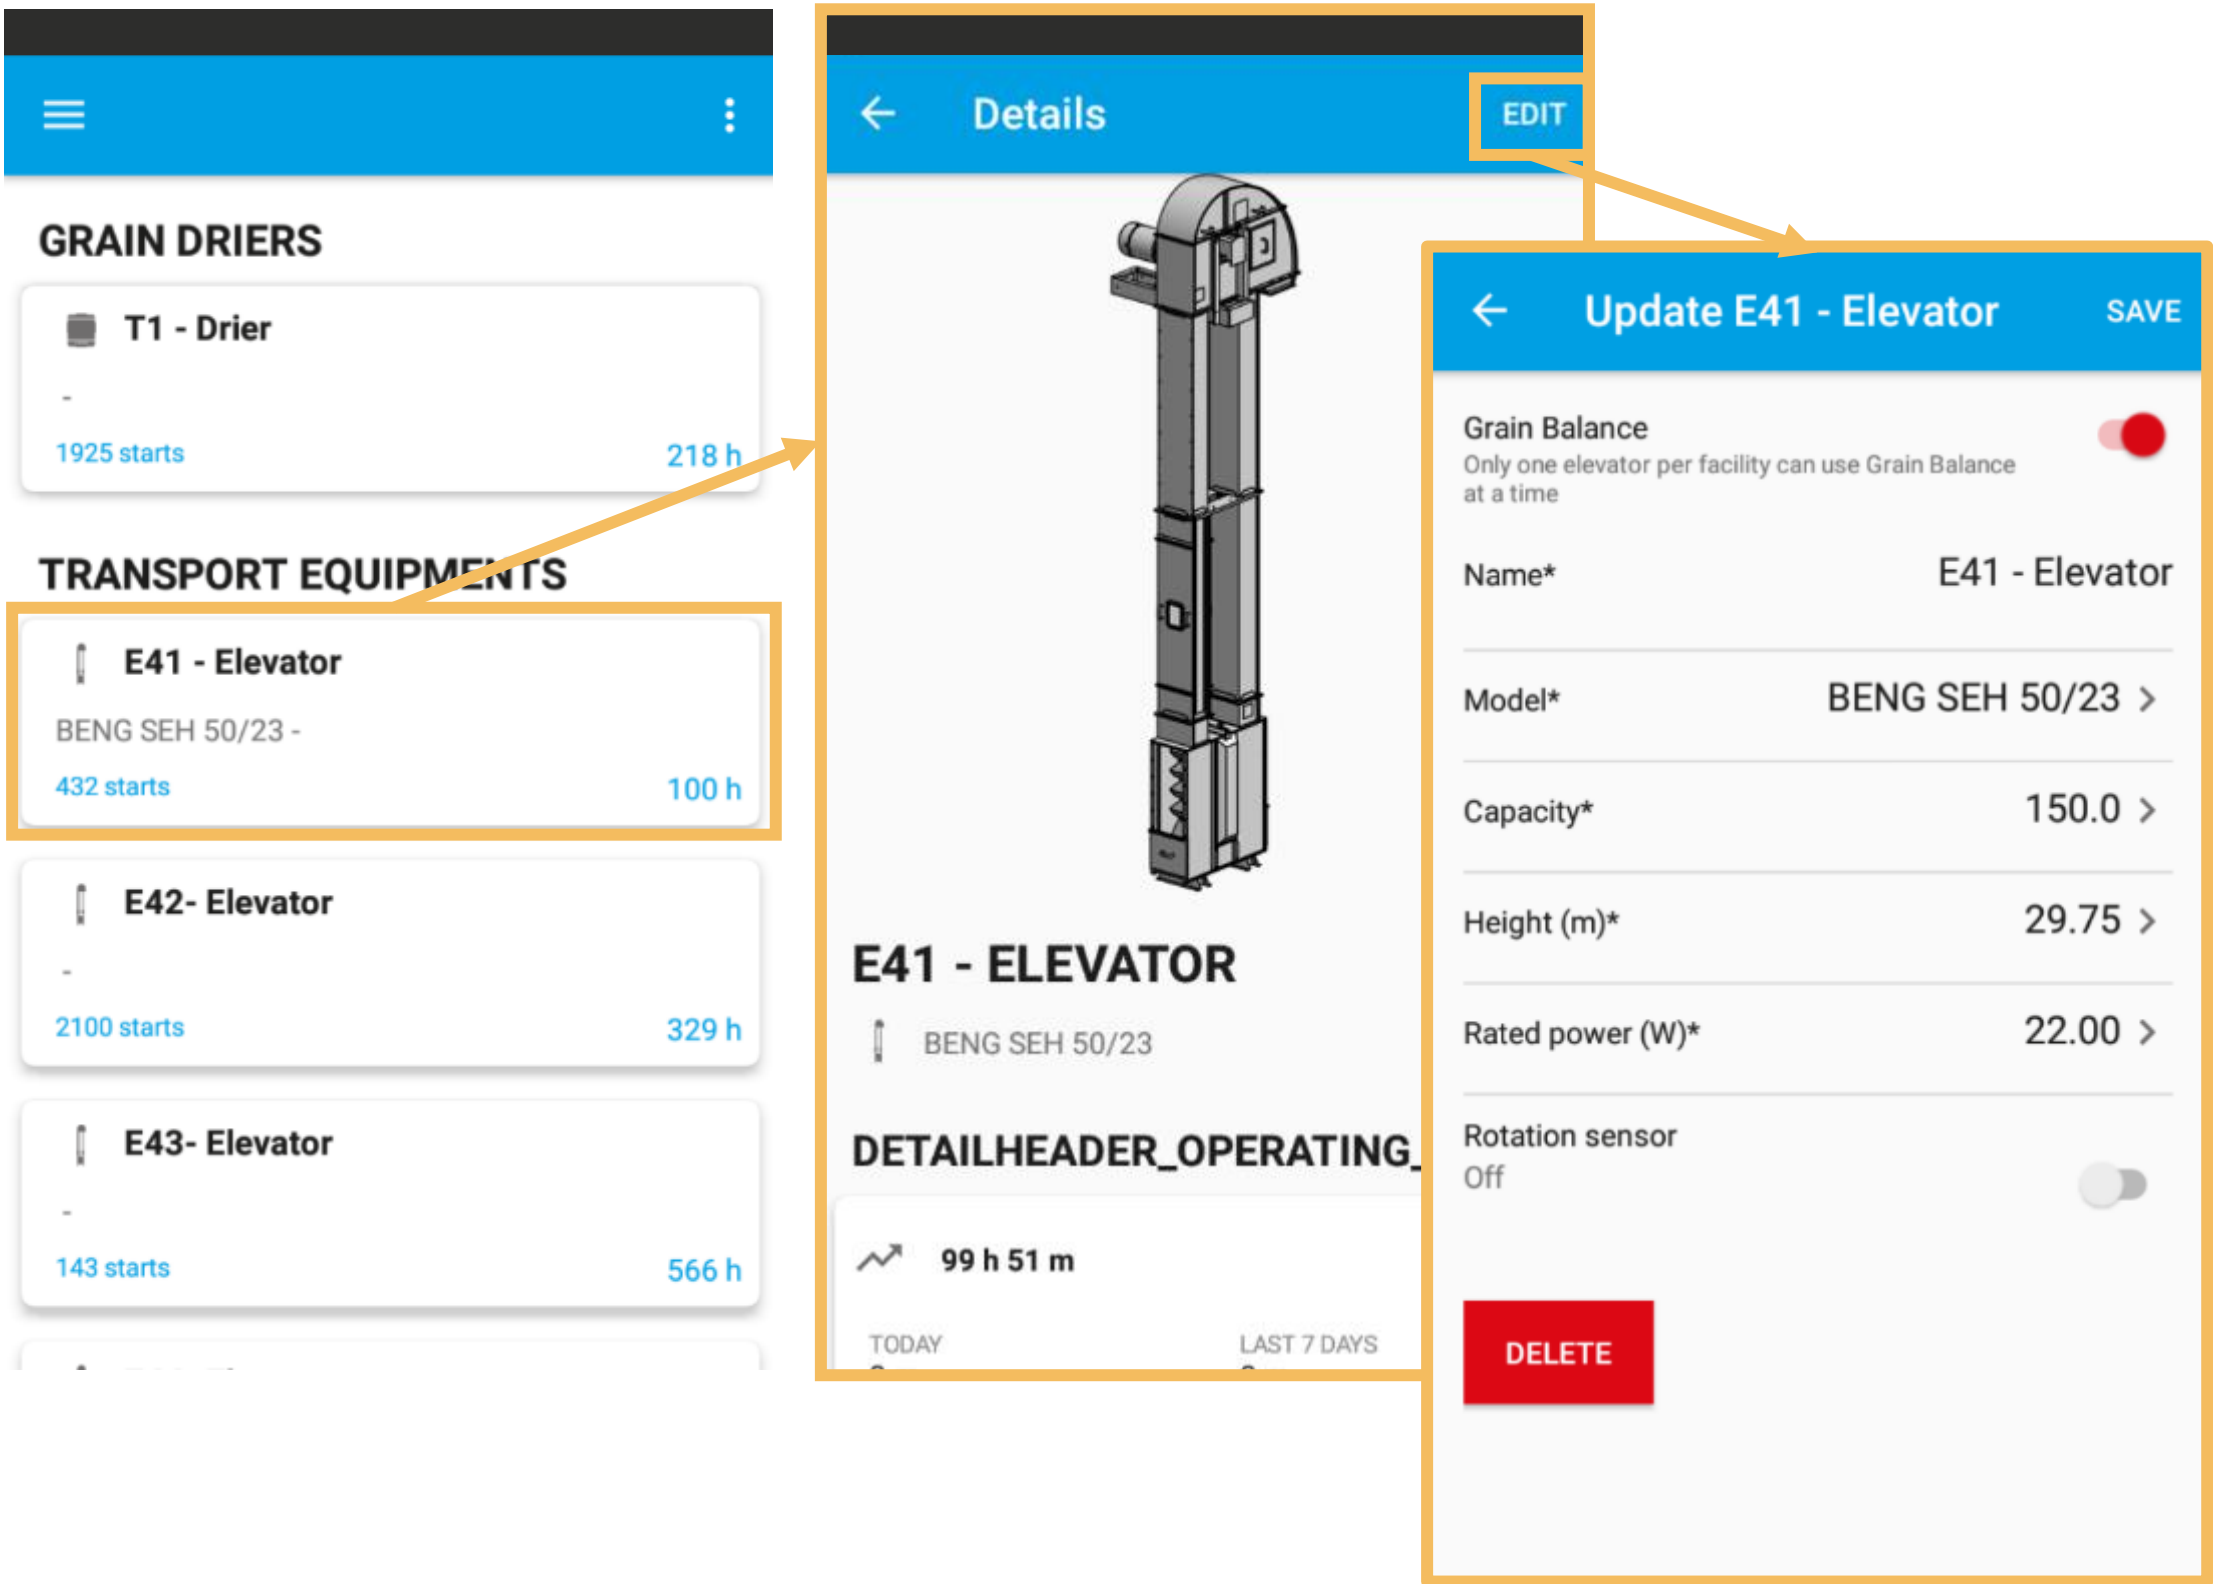 GRAIN DRIERS
T1 - Drier
-
1925 starts
218 h
TRANSPORT EQUIPMENTS
E41 - Elevator
BENG SEH 50/23 -
432 starts
100 h
E42- Elevator
-
2100 starts
329 h
E43- Elevator
-
143 starts
566 h
Details
EDIT
E41 - ELEVATOR
BENG SEH 50/23
DETAILHEADER_OPERATING_
99 h 51 m
TODAY
LAST 7 DAYS
Update E41 - Elevator
SAVE
Grain Balance
Only one elevator per facility can use Grain Balance
at a time
Name*
E41 - Elevator
Model*
BENG SEH 50/23
Capacity*
150.0
Height (m)*
29.75
Rated power (W)*
22.00
Rotation sensor
Off
DELETE